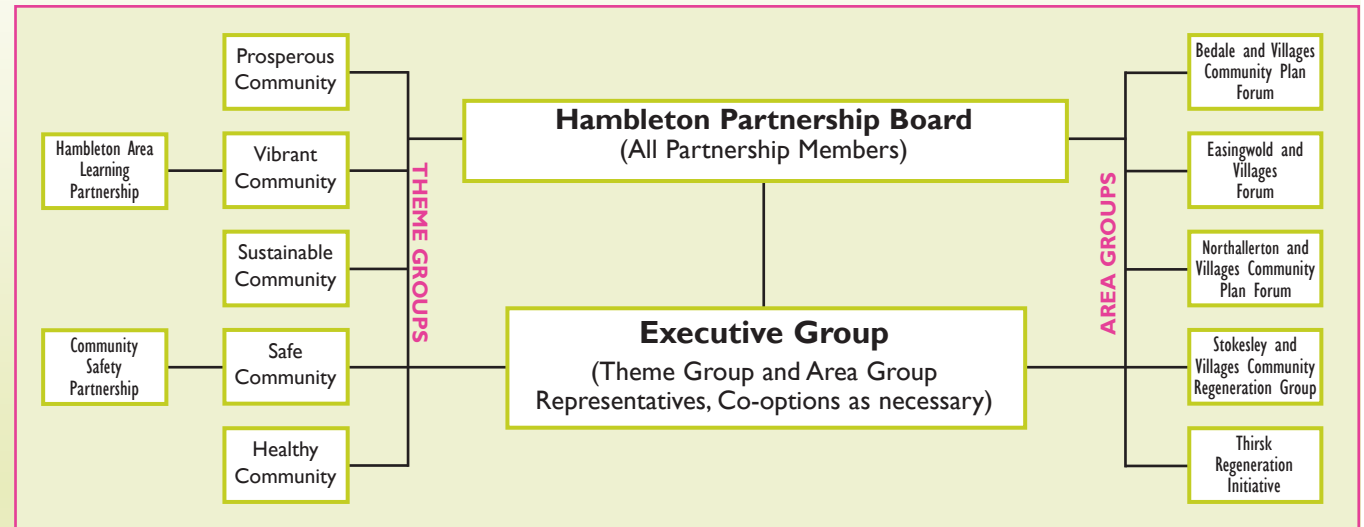 Prosperous
Community
Hambleton Area
Learning
Partnership
Vibrant
Community
Sustainable
Community
Community
Safety
Partnership
Safe
Community
Healthy
Community
THEME GROUPS
Hambleton Partnership Board
(All Partnership Members)
Executive Group
(Theme Group and Area Group
Representatives, Co-options as necessary)
AREA GROUPS
Bedale and Villages
Community Plan
Forum
Easingwold and
Villages
Forum
Northallerton and
Villages Community
Plan Forum
Stokesley and
Villages Community
Regeneration Group
Thirsk
Regeneration
Initiative